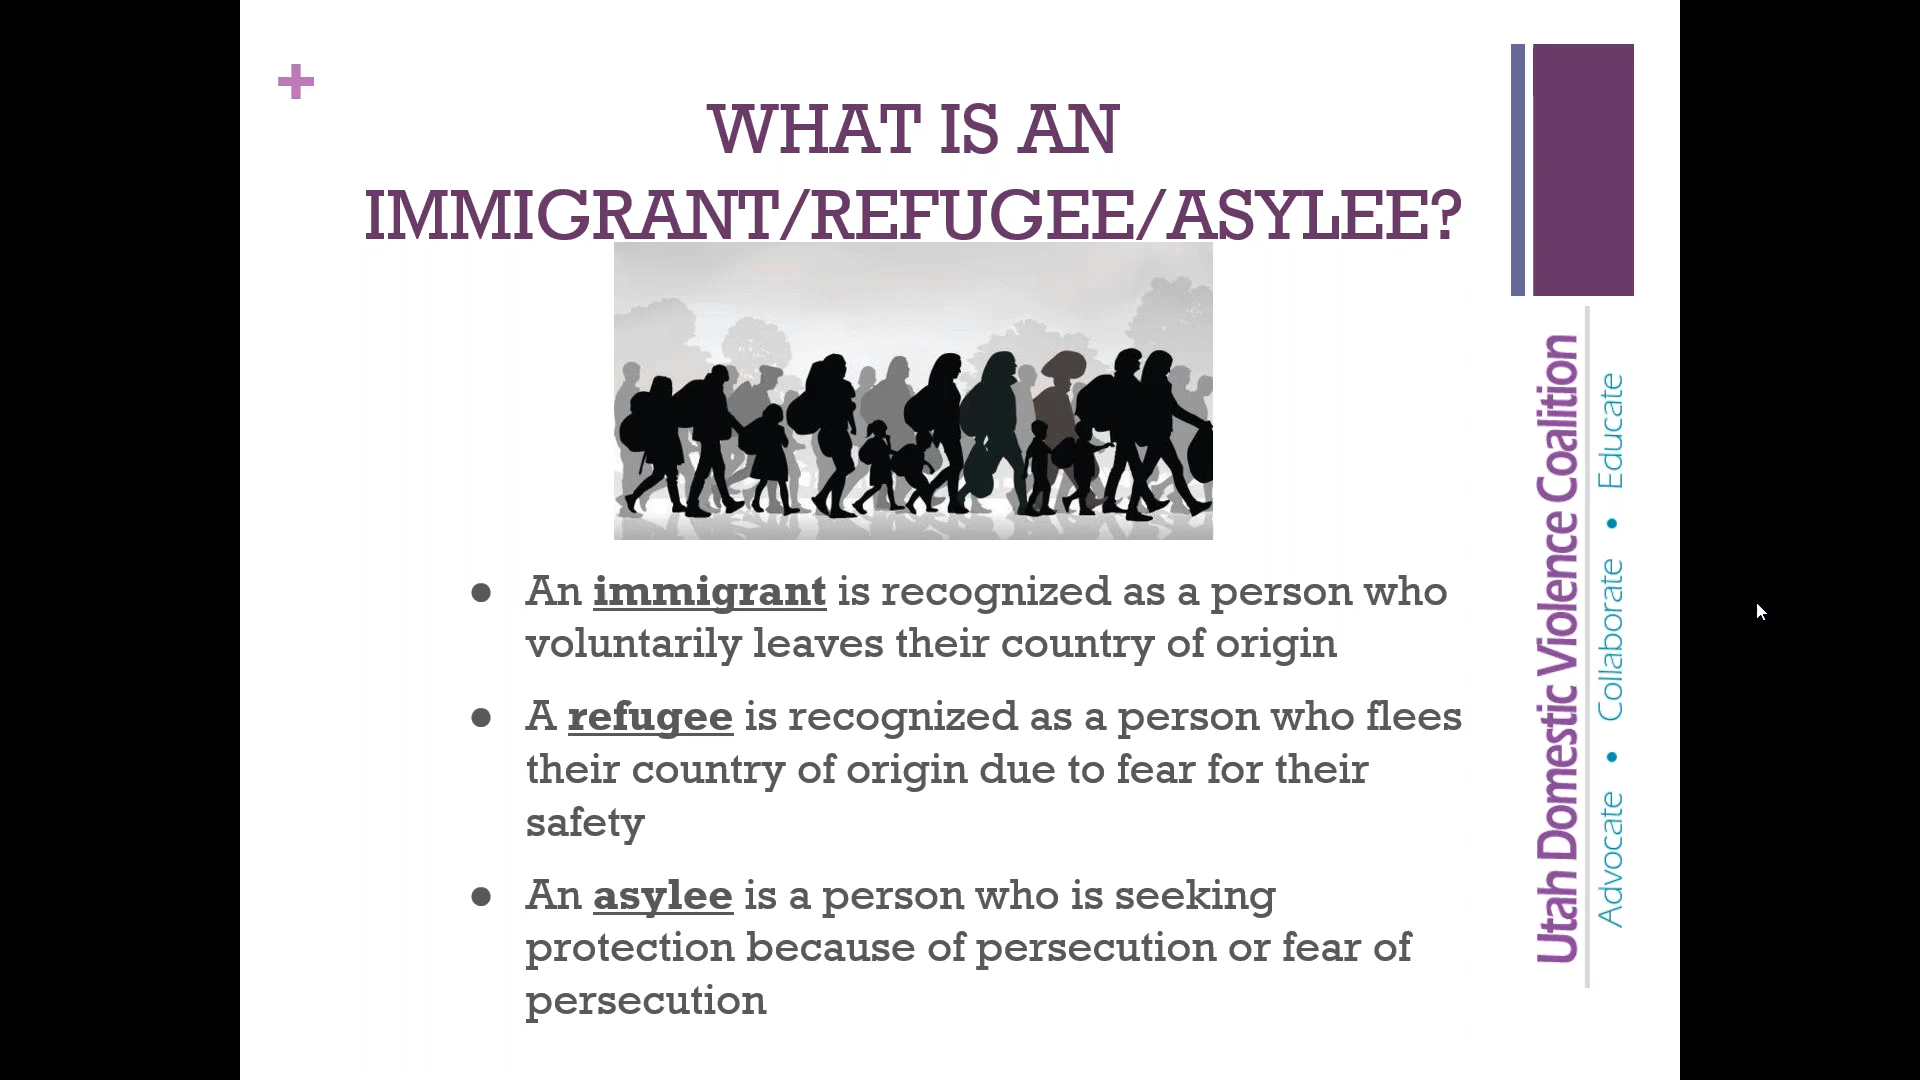 WHAT IS AN
IMMIGRANT/REFUGEE/ASYLEE?
● An immigrant is recognized as a person who
voluntarily leaves their country of origin
● A refugee is recognized as a person who flees
their country of origin due to fear for their
safety
● An asylee is a person who is seeking
protection because of persecution or fear of
persecution
Utah Domestic Violence Coalition
Advocate • Collaborate • Educate